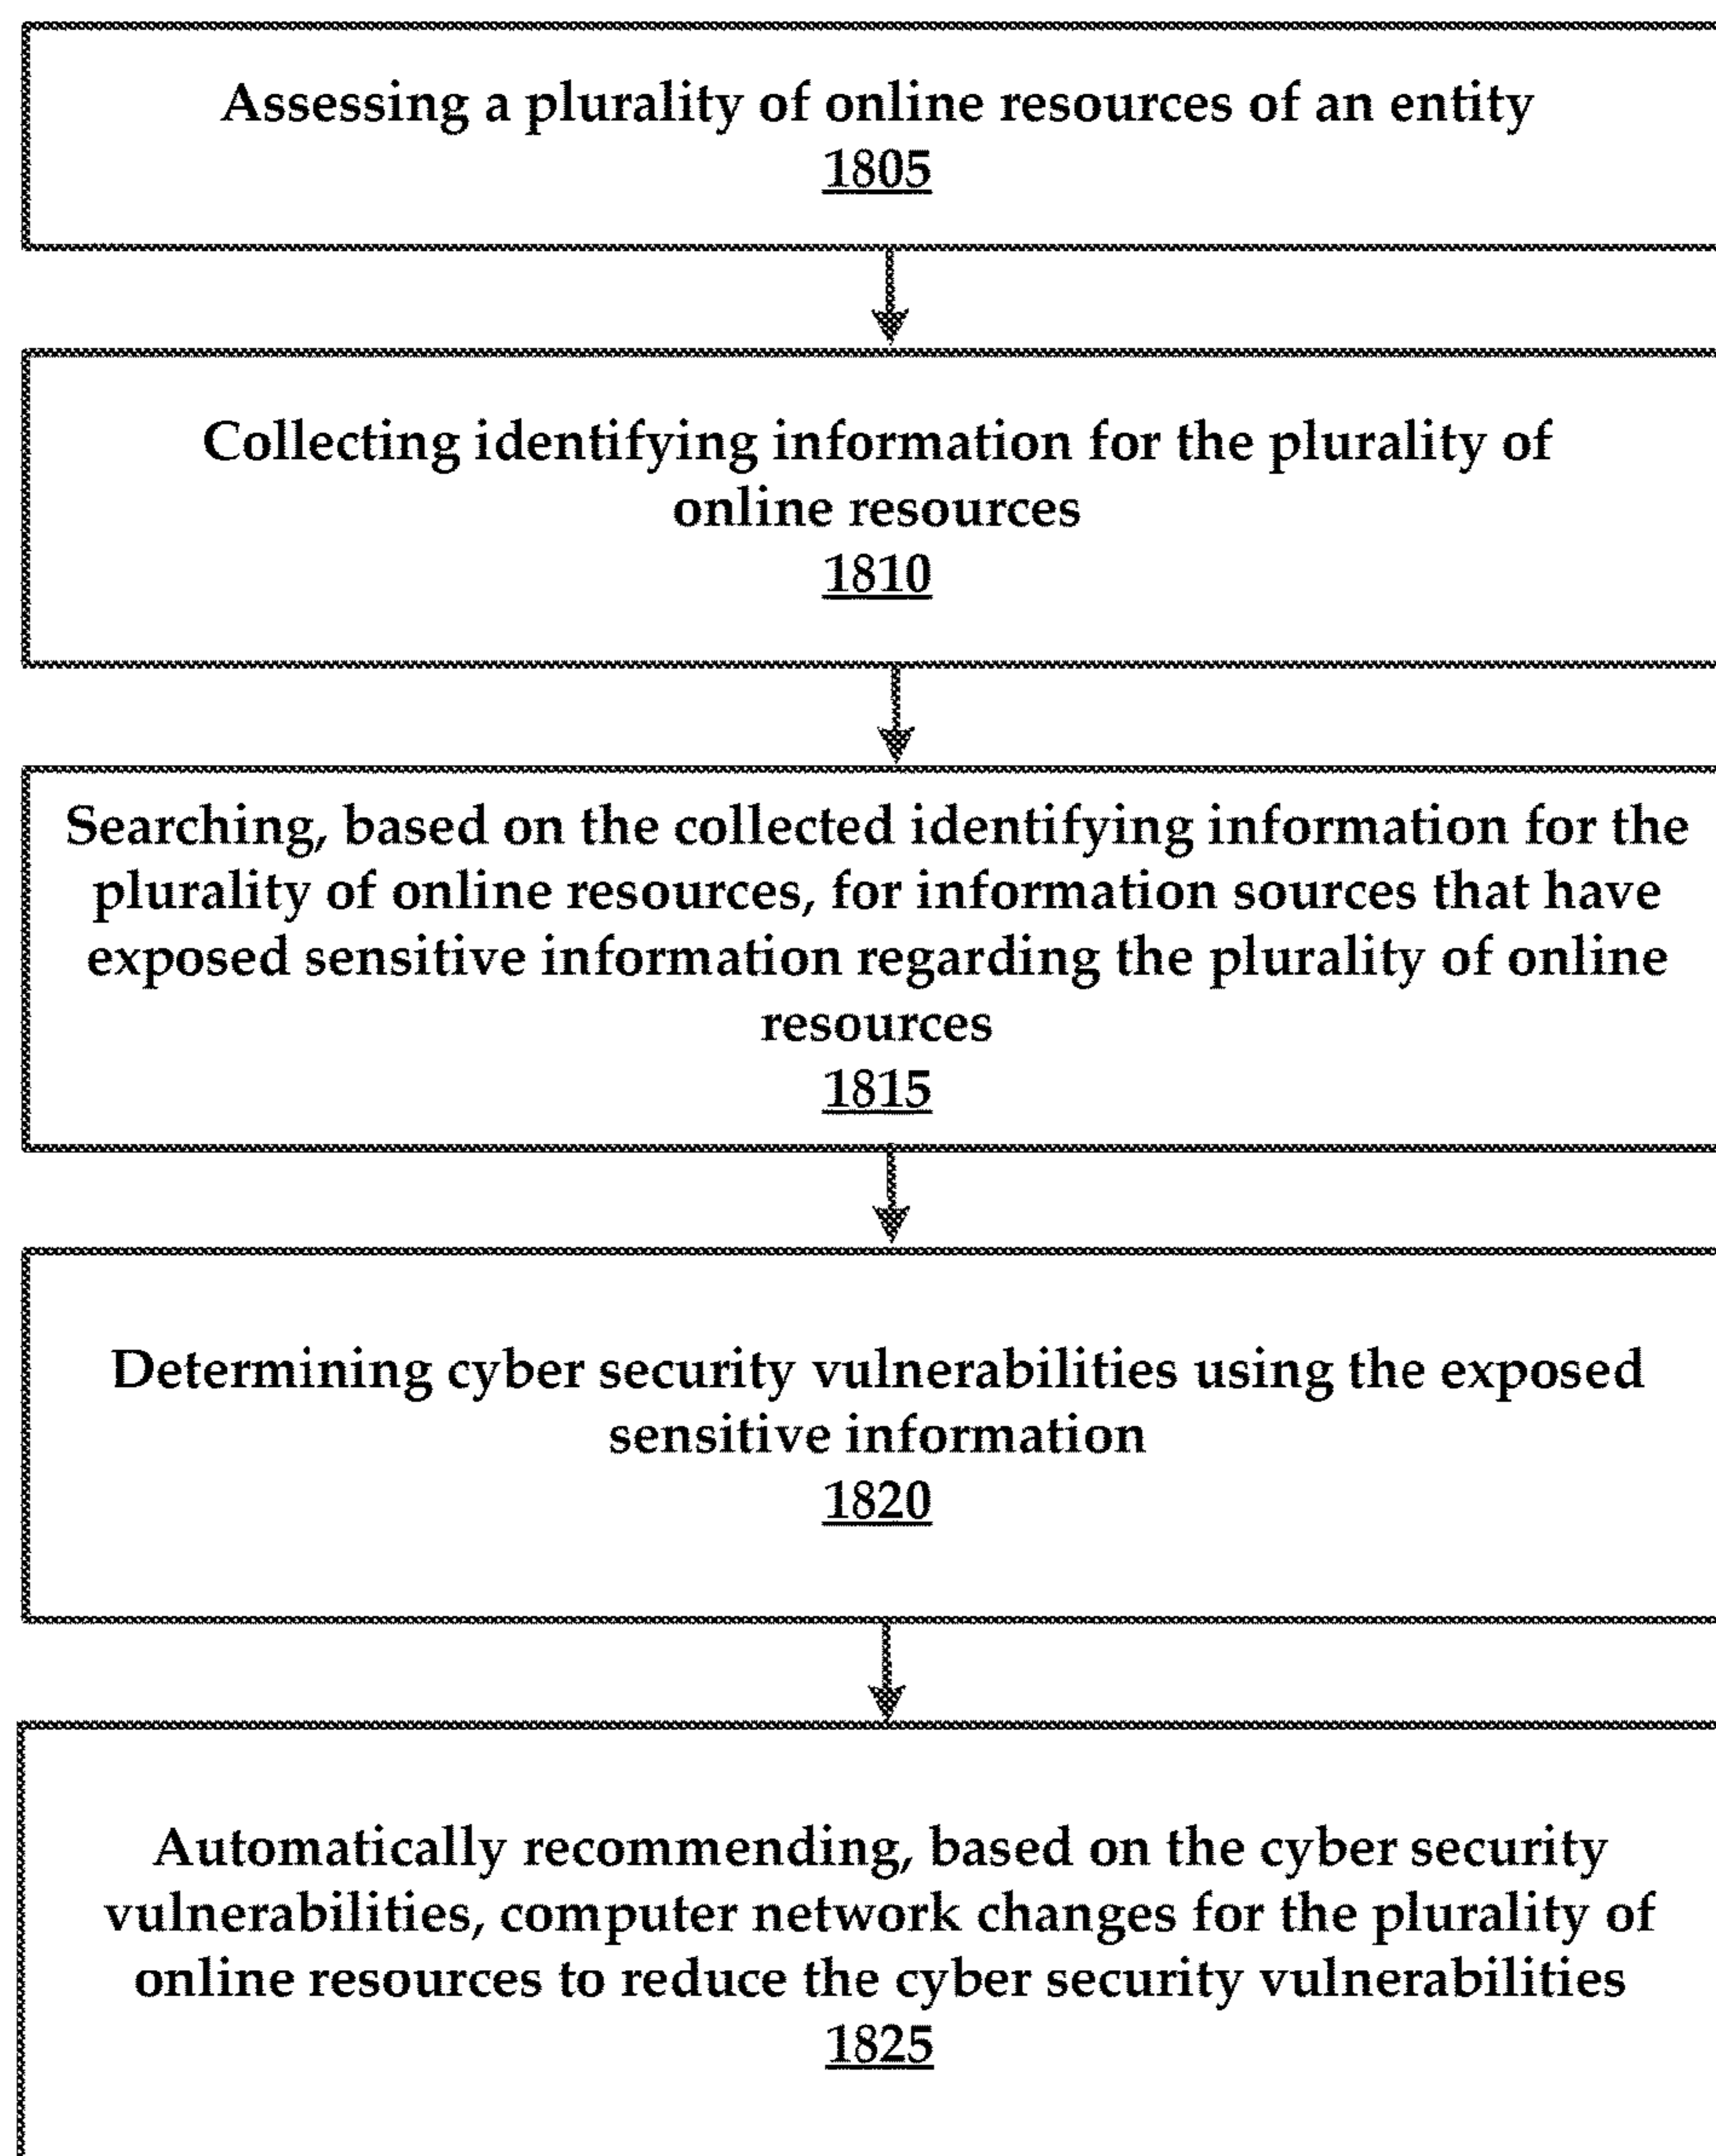 Assessing a plurality of online resources of an entity
1805
Collecting identifying information for the plurality of
online resources
1810
Searching, based on the collected identifying information for the
plurality of online resources, for information sources that have
exposed sensitive information regarding the plurality of online
resources
1815
Determining cyber security vulnerabilities using the exposed
sensitive information
1820
Automatically recommending, based on the cyber security
vulnerabilities, computer network changes for the plurality of
online resources to reduce the cyber security vulnerabilities
1825